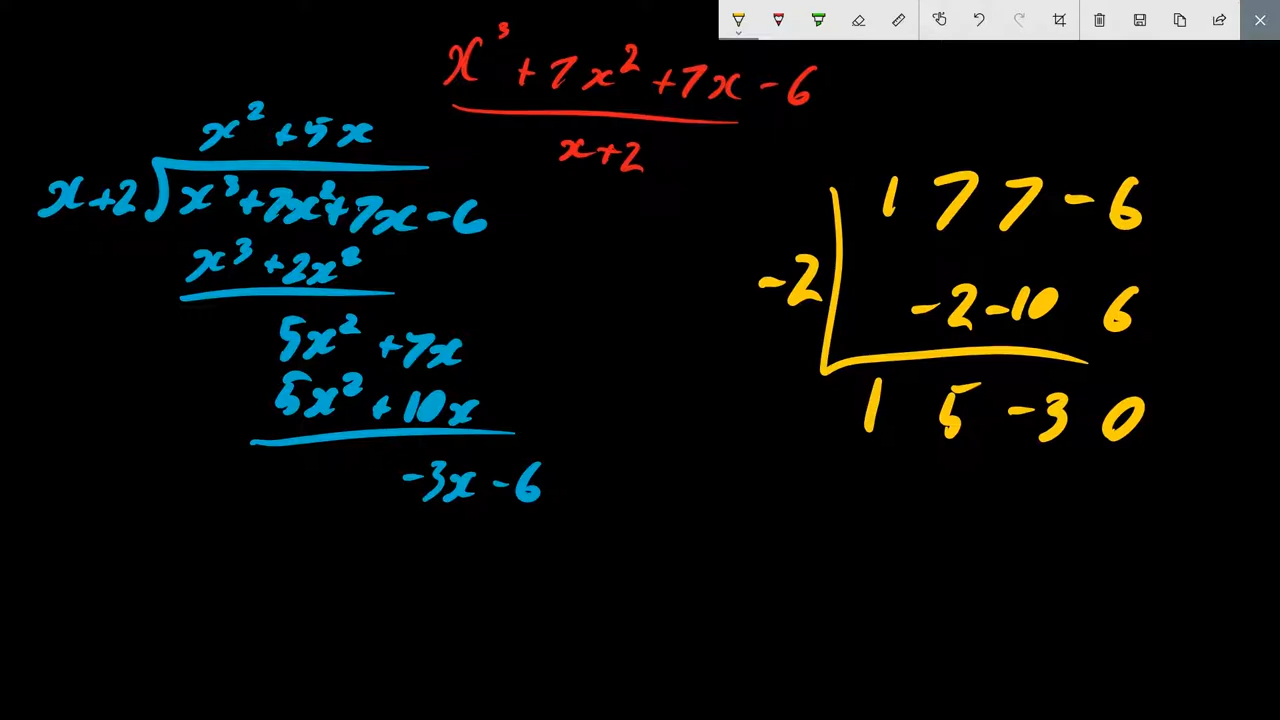 x³ + 7x² + 7x - 6
x + 2
x² + 5x
x + 2 x³ + 7x² + 7x - 6
x³ + 2x²
5x² + 7x
5x² + 10x
-3x - 6
1 7 7 -6
-2
-2 -10 6
1 5 -3 0